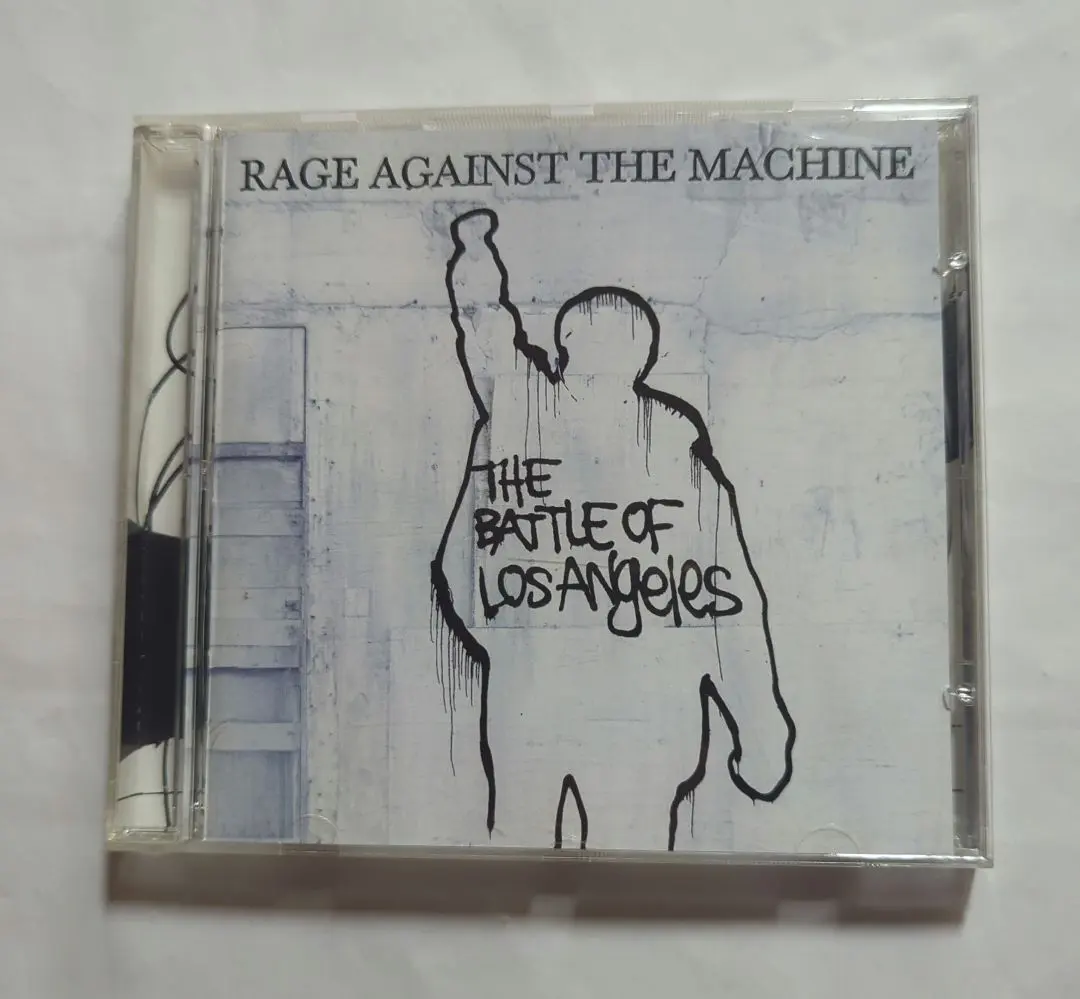 RAGE AGAINST THE MACHINE
THE
BATTLE OF
LOS ANgeles